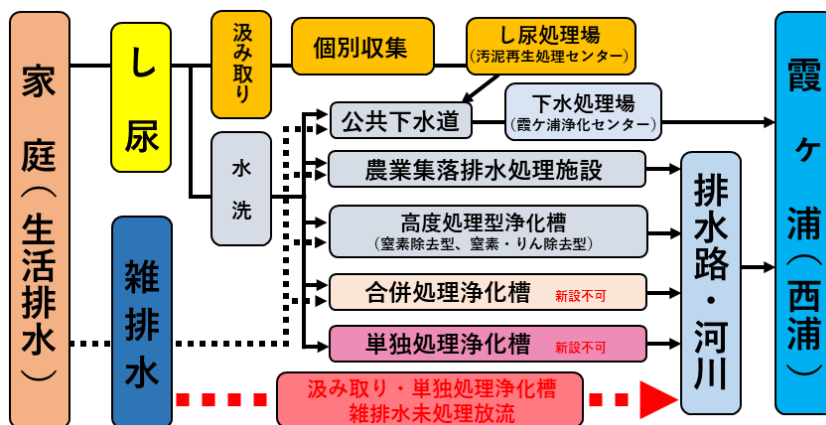 家庭（生活排水）
し尿
雑排水
汲み取り
水洗
個別収集
し尿処理場
（汚泥再生処理センター）
公共下水道
下水処理場
（霞ケ浦浄化センター）
農業集落排水処理施設
高度処理型浄化槽
（窒素除去型、窒素・りん除去型）
合併処理浄化槽 新設不可
単独処理浄化槽 新設不可
汲み取り・単独処理浄化槽
雑排水未処理放流
排水路・河川
霞ヶ浦（西浦）